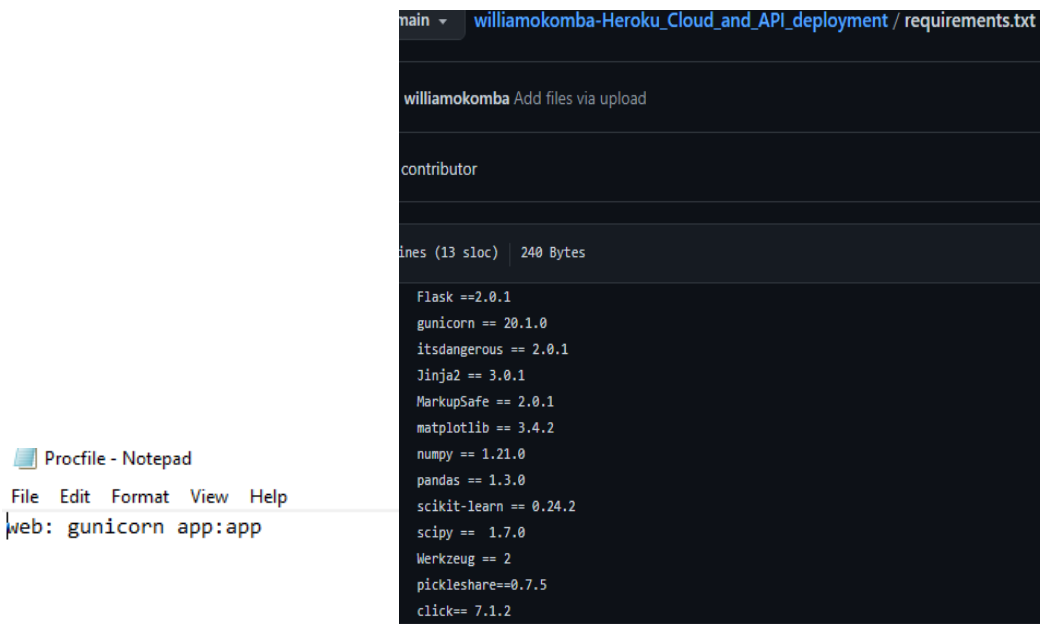 main
williamokomba-Heroku_Cloud_and_API_deployment / requirements.txt
williamokomba Add files via upload
contributor
ines (13 sloc) 240 Bytes
Flask ==2.0.1
gunicorn == 20.1.0
itsdangerous == 2.0.1
Jinja2 == 3.0.1
MarkupSafe == 2.0.1
matplotlib == 3.4.2
numpy == 1.21.0
pandas == 1.3.0
scikit-learn == 0.24.2
scipy ==  1.7.0
Werkzeug == 2
pickleshare==0.7.5
click== 7.1.2
Procfile - Notepad
File Edit Format View Help
web: gunicorn app:app